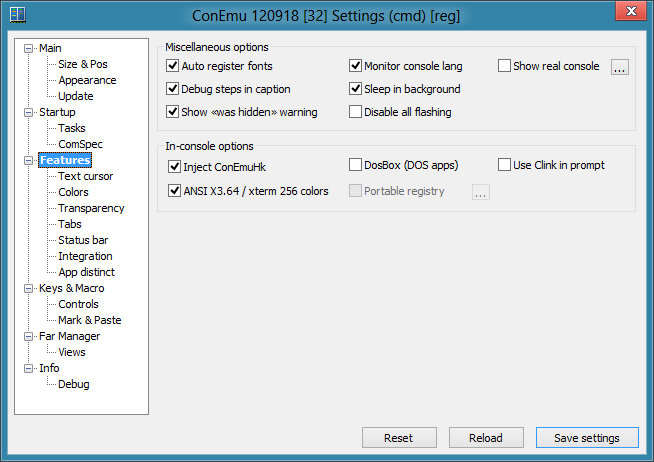 ConEmu 120918 [32] Settings (cmd) [reg]
Main
Size & Pos
Appearance
Update
Startup
Tasks
ComSpec
Features
Text cursor
Colors
Transparency
Tabs
Status bar
Integration
App distinct
Keys & Macro
Controls
Mark & Paste
Far Manager
Views
Info
Debug
Miscellaneous options
Auto register fonts Monitor console lang Show real console ...
Debug steps in caption Sleep in background
Show «was hidden» warning Disable all flashing
In-console options
Inject ConEmuHk DosBox (DOS apps) Use Clink in prompt
ANSI X3.64 / xterm 256 colors Portable registry ...
Reset Reload Save settings